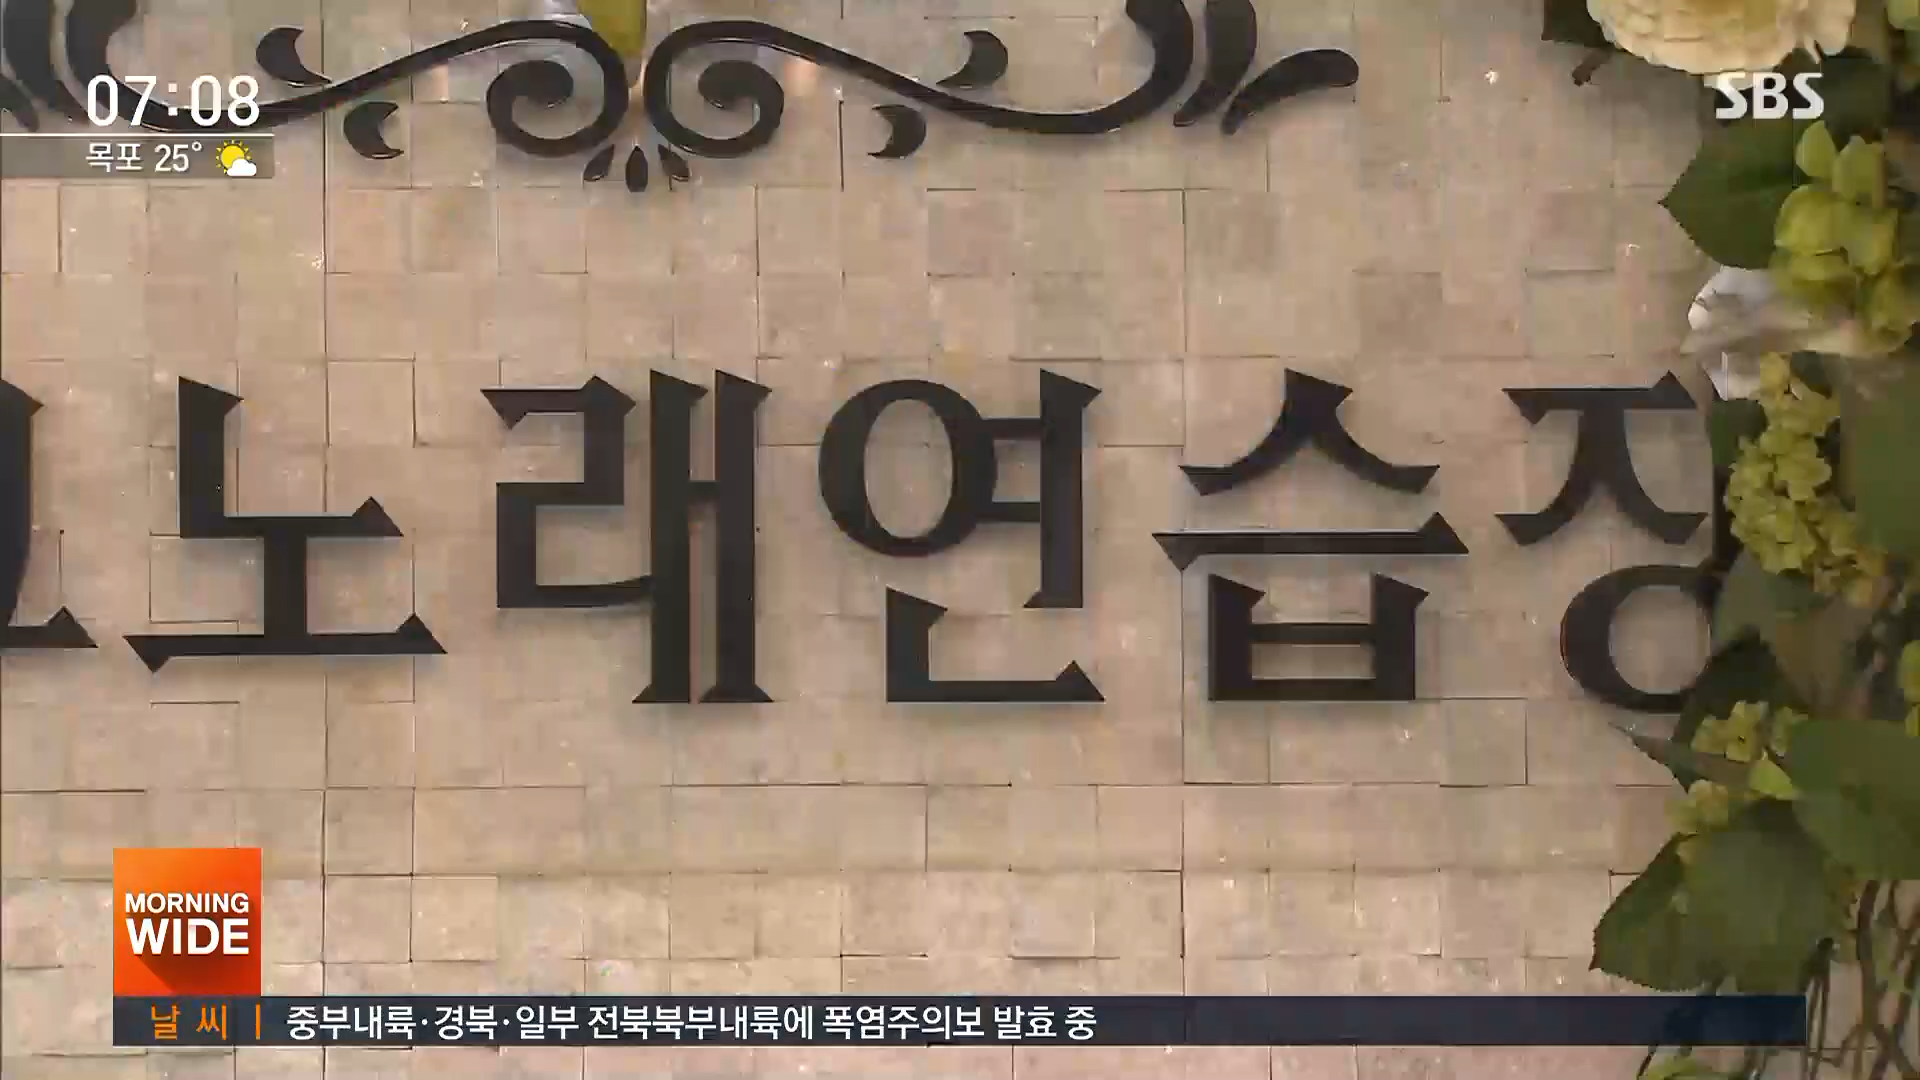 07:08
SBS
목포 25°
노래연습장
MORNING
WIDE
날씨 | 중부내륙·경북·일부 전북북부내륙에 폭염주의보 발효 중